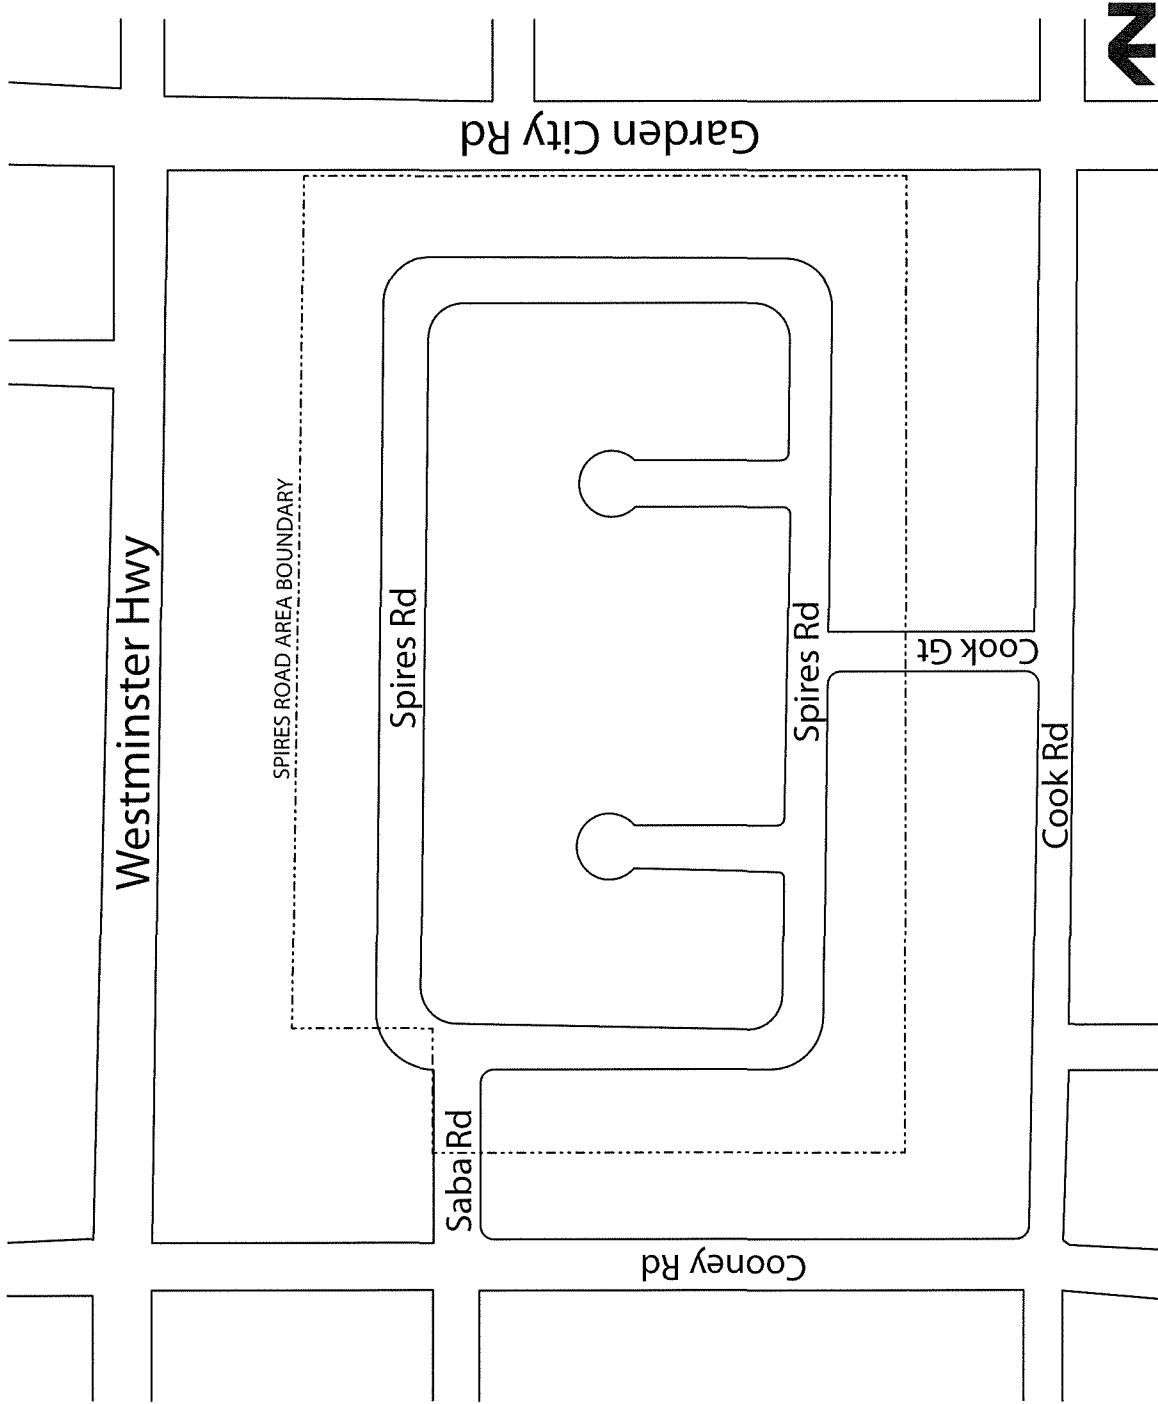 Garden City Rd
SPIRES ROAD AREA BOUNDARY
Westminster Hwy
Spires Rd
Spires Rd
Cook Gt
Cook Rd
Saba Rd
Cooney Rd
N